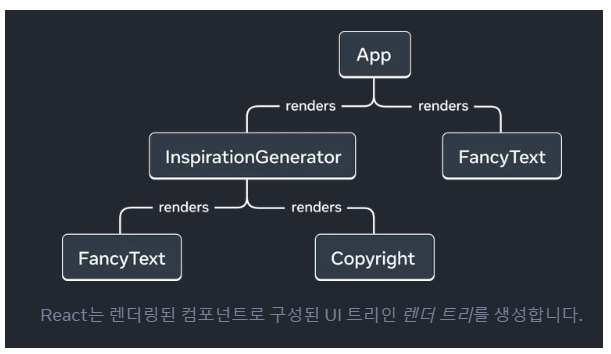 App
renders renders
InspirationGenerator FancyText
renders renders
FancyText Copyright
React는 렌더링된 컴포넌트로 구성된 UI 트리인 렌더 트리를 생성합니다.